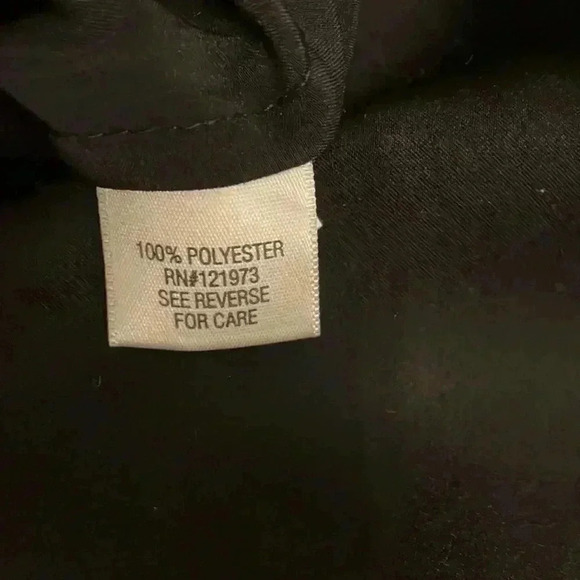 100% POLYESTER
RN#121973
SEE REVERSE
FOR CARE